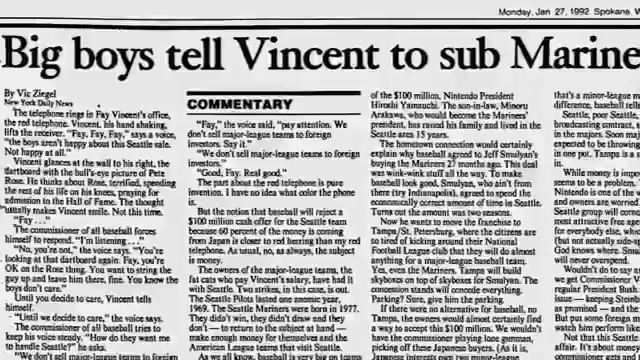 Monday, Jan 27, 1992 Spokane, W
Big boys tell Vincent to sub Marine
By Vic Ziegel
New York Daily News
The telephone rings in Fay Vincent's office,
the red telephone. Vincent, his hand shaking,
lifts the receiver. "Fay, Fay, Fay," says a voice,
"the boys aren't happy about this Seattle sale.
Not happy at all."
Vincent glances at the wall to his right, the
dartboard with the bull's-eye picture of Pete
Rose. He thinks about Rose, terrified, spending
the rest of his life on his knees, praying for
admission to the Hall of Fame. The thought
usually makes Vincent smile. Not this time.
"Fay . . ."
The commissioner of all baseball forces
himself to respond. "I'm listening . . ."
"No, you're not," the voice says. "You're
looking at that dartboard again. Fay, you're
OK on the Rose thing. You want to string the
guy up and leave him there, fine. You know the
boys don't care."
Until you decide to care, Vincent tells
himself.
"Until we decide to care," the voice says.
The commissioner of all baseball tries to
keep his voice steady. "How do they want me
to handle Seattle?" he asks.
"We don't sell major-league teams to foreign
COMMENTARY
"Fay," the voice said, "pay attention. We
don't sell major-league teams to foreign
investors. Say it."
"We don't sell major-league teams to foreign
investors."
"Good, Fay. Real good."
The part about the red telephone is pure
invention. I have no idea what color the phone
is.
But the notion that baseball will reject a
$100 million cash offer for the Seattle team
because 60 percent of the money is coming
from Japan is closer to red herring than my red
telephone. As usual, no, as always, the subject
is money.
The owners of the major-league teams, the
fat cats who pay Vincent's salary, have had it
with Seattle. Two strikes, in this case, is out.
The Seattle Pilots lasted one anemic year,
1969. The Seattle Mariners were born in 1977.
They didn't win, they didn't draw and they
don't — to return to the subject at hand —
make enough money for themselves and the
American League teams that visit Seattle.
As we all know, baseball is very big on teams
of the $100 million, Nintendo President
Hiroshi Yamauchi. The son-in-law, Minoru
Arakawa, who would become the Mariners'
president, has raised his family and lived in the
Seattle area 15 years.
The hometown connection would certainly
explain why baseball agreed to Jeff Smulyan's
buying the Mariners 27 months ago. This deal
was wink-wink stuff all the way. To make
baseball look good, Smulyan, who ain't from
there (try Indianapolis), agreed to spend the
economically correct amount of time in Seattle.
Turns out the amount was two seasons.
Now he wants to move the franchise to
Tampa/St. Petersburg, where the citizens are
so tired of kicking around their National
Football League club that they will do almost
anything for a major-league baseball team.
Yes, even the Mariners. Tampa will build
skyboxes on top of skyboxes for Smulyan. The
concession stands will concede everything.
Parking? Sure, give him the parking.
If there were no alternative for baseball, no
Tampa, the owners would almost certainly find
a way to accept this $100 million. We wouldn't
have the commissioner playing lone gunman,
picking off the Japanese buyers. (As it is,
Japanese interests own two minor-league
that's a minor-league m
difference, baseball tell
Seattle, poor Seattle,
broadcasting contract,
in the majors. Soon ma
expected to drop
in one pot. Tampa is a
in.
While money is impo
seems to be a problem.
Nintendo is one of the w
and owners were worried
Seattle group will com
most attractive free age
for everybody else, whic
(but not actually sign
God knows where. Smu
will never overspend.
Wouldn't do to say a
we get Commissioner V
regular President Bush
issue — keeping Steinb
as promised — and the
But put some foreign m
watch him perform like
Not that this Seattle
affair. It's about money